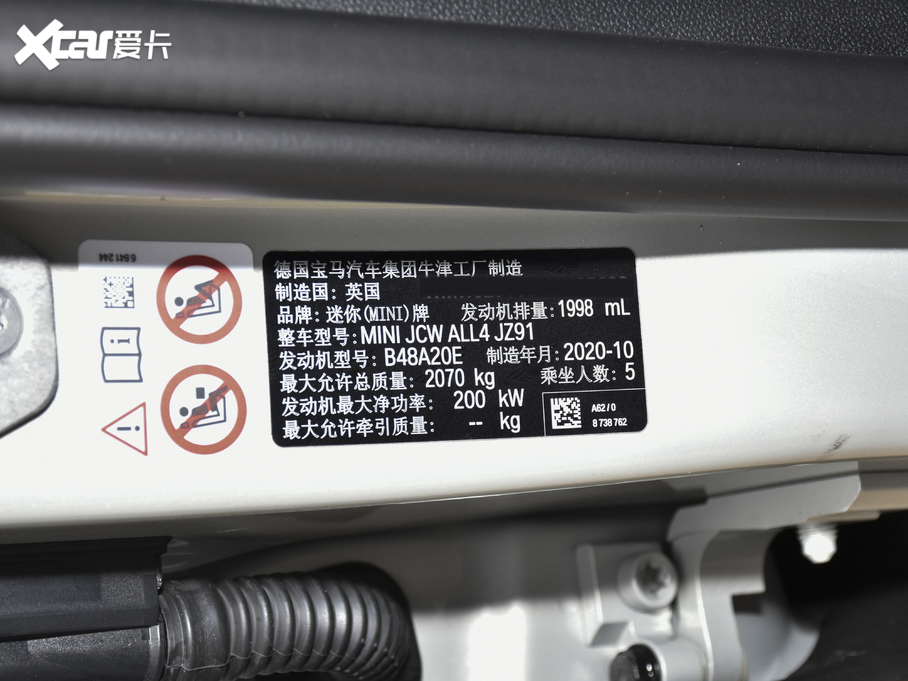 Xcar爱卡
6841244
德国宝马汽车集团牛津工厂制造
制造国：英国
品牌：迷你(MINI)牌 发动机排量：1998 mL
整车型号：MINI JCW ALL4 JZ91
发动机型号：B48A20E 制造年月：2020-10
最大允许总质量：2070 kg 乘坐人数：5
发动机最大净功率：200 kW
最大允许牵引质量：-- kg
A62/0
8 738 762